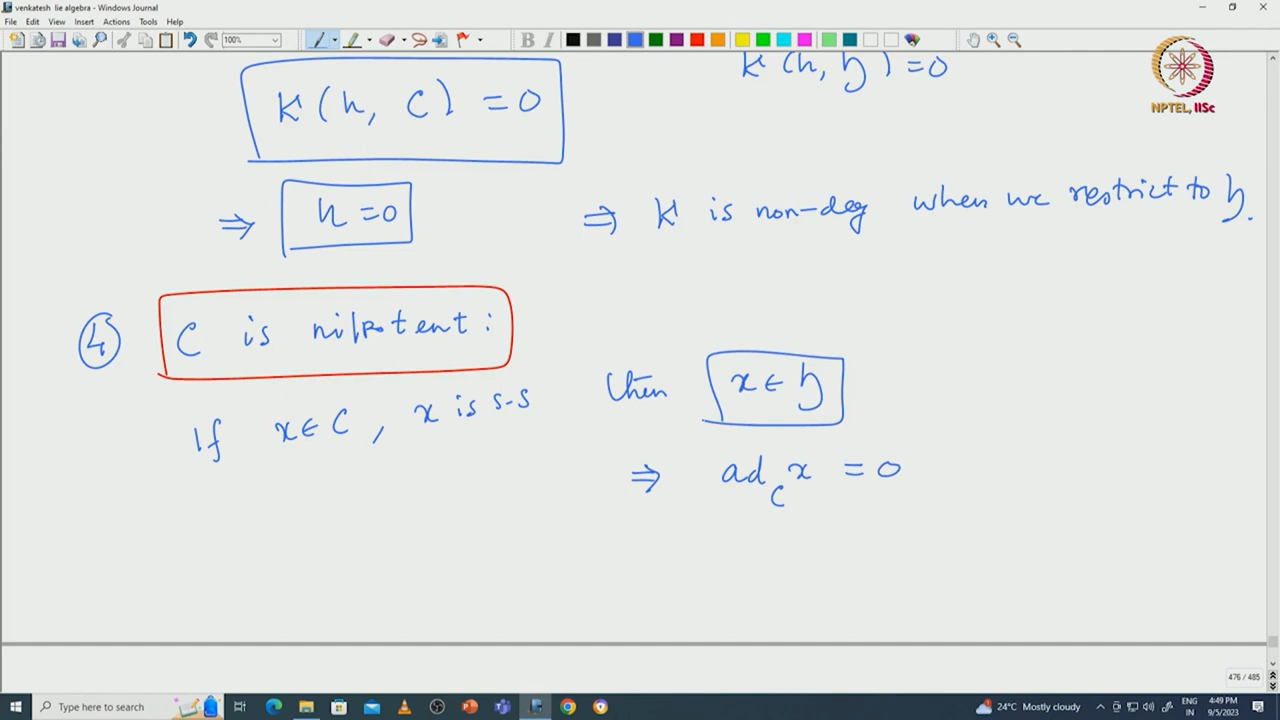 venkatesh lie algebra - Windows Journal
File Edit View Insert Actions Tools Help
100%
B I
NPTEL, IISc
κ(h, 𝔥) = 0
κ(h, C) = 0
⇒ h = 0 ⇒ κ is non-deg when we restrict to 𝔥.
④ C is nilpotent :
If x ∈ C, x is s-s then x ∈ 𝔥
⇒ ad_C x = 0
476 / 485
Type here to search
24°C Mostly cloudy
ENG
IN
4:49 PM
9/5/2023